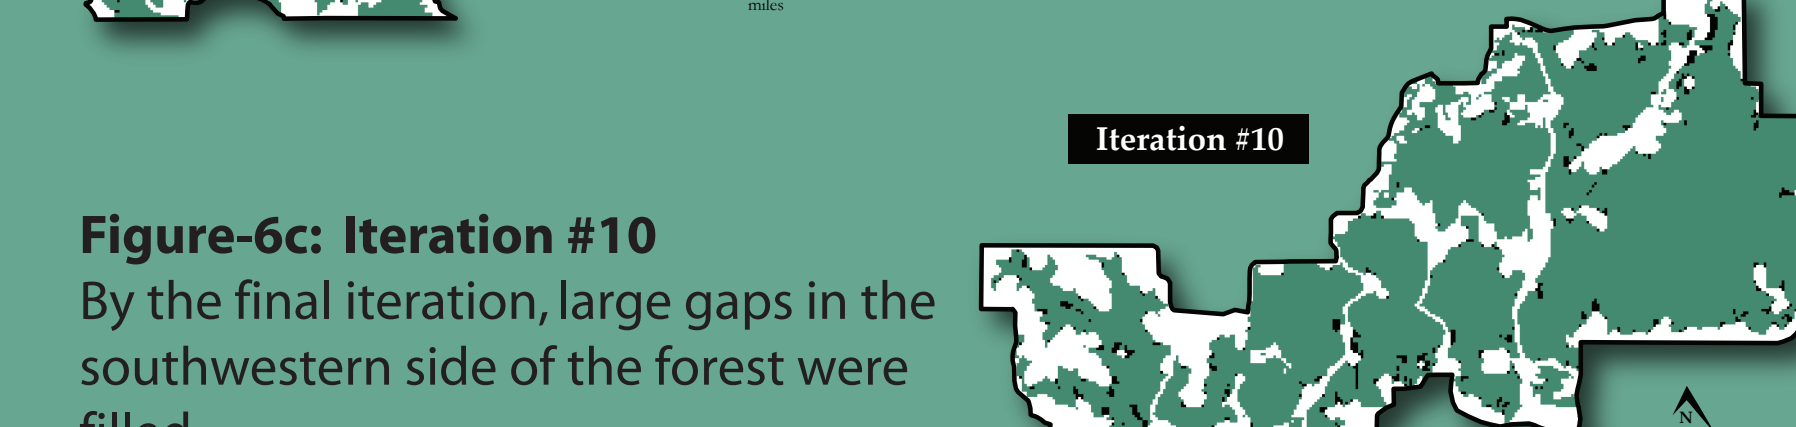 miles
Iteration #10
Figure-6c: Iteration #10
By the final iteration, large gaps in the
southwestern side of the forest were
filled
N